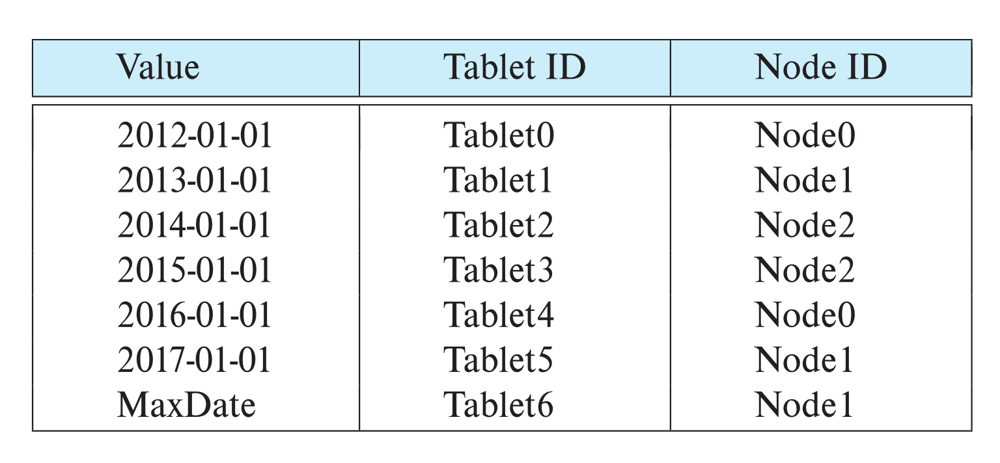 Value Tablet ID Node ID
2012-01-01 Tablet0 Node0
2013-01-01 Tablet1 Node1
2014-01-01 Tablet2 Node2
2015-01-01 Tablet3 Node2
2016-01-01 Tablet4 Node0
2017-01-01 Tablet5 Node1
MaxDate Tablet6 Node1